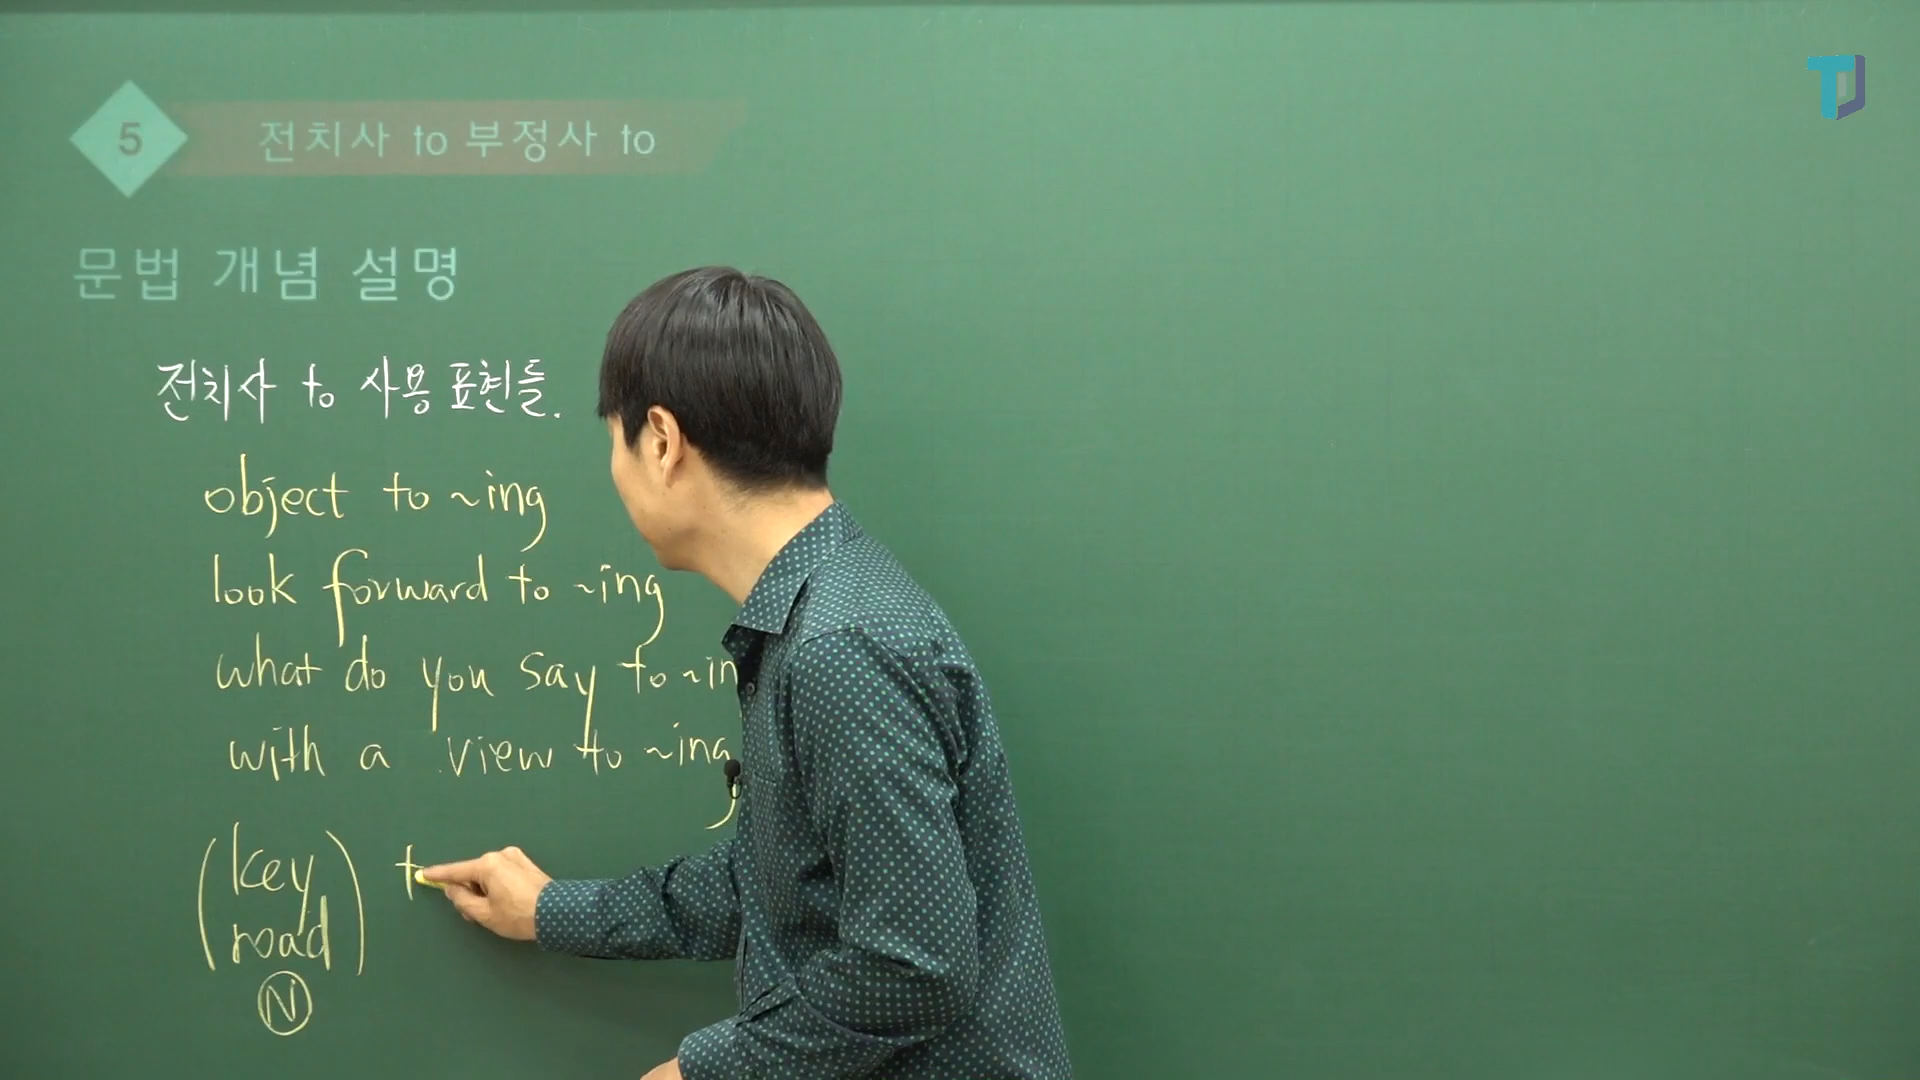 5 전치사 to 부정사 to
문법 개념 설명
전치사 to 사용 표현들.
object to ~ing
look forward to ~ing
what do you say to ~in
with a view to ~ing
(key road) t
N
TJ